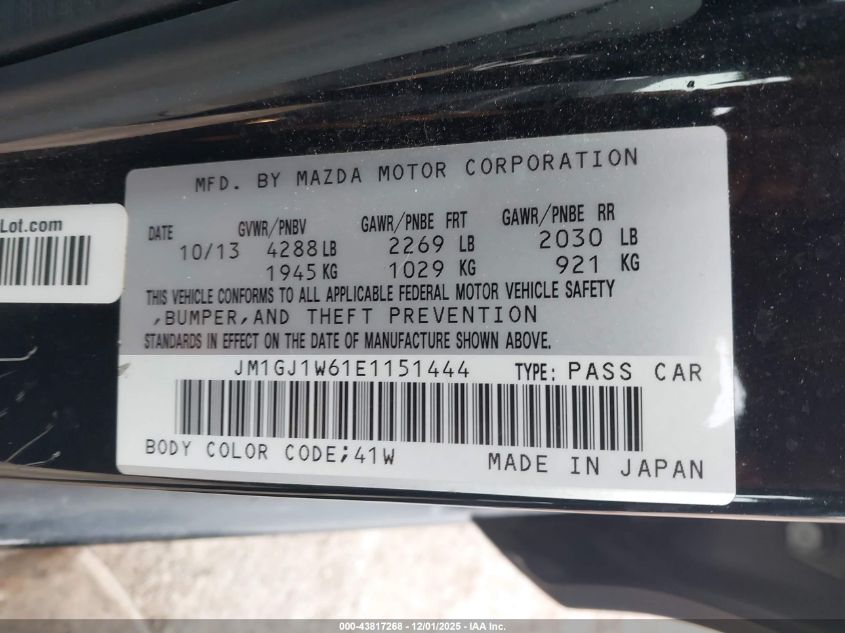 MFD. BY MAZDA MOTOR CORPORATION
Lot.com
DATE GVWR/PNBV GAWR/PNBE FRT GAWR/PNBE RR
10/13 4288 LB 2269 LB 2030 LB
1945 KG 1029 KG 921 KG
THIS VEHICLE CONFORMS TO ALL APPLICABLE FEDERAL MOTOR VEHICLE SAFETY
,BUMPER,AND THEFT PREVENTION
STANDARDS IN EFFECT ON THE DATE OF MANUFACTURE SHOWN ABOVE.
JM1GJ1W61E1151444 TYPE: PASS CAR
BODY COLOR CODE;41W
MADE IN JAPAN
000-43817268 - 12/01/2025 - IAA Inc.